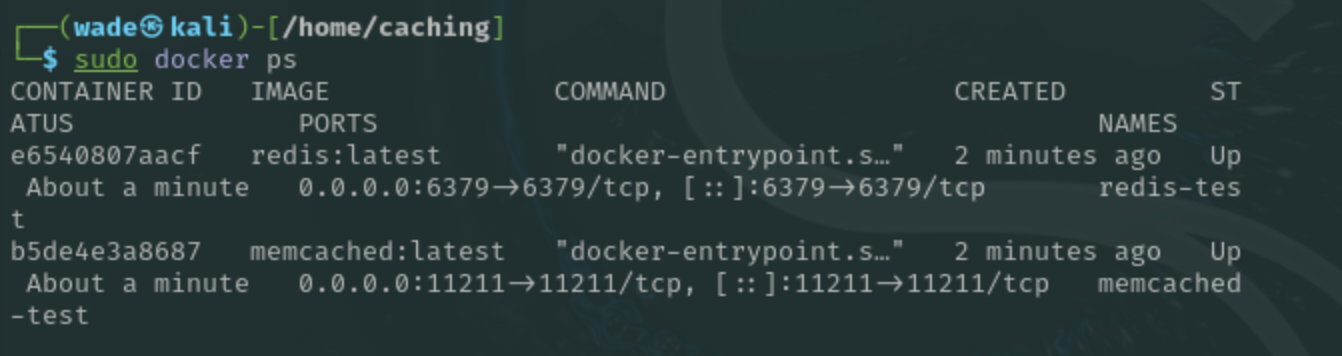 ┌──(wade㉿kali)-[/home/caching]
└─$ sudo docker ps
CONTAINER ID   IMAGE              COMMAND                  CREATED         ST
ATUS              PORTS                                             NAMES
e6540807aacf   redis:latest       "docker-entrypoint.s…"   2 minutes ago   Up
 About a minute   0.0.0.0:6379→6379/tcp, [::]:6379→6379/tcp       redis-tes
t
b5de4e3a8687   memcached:latest   "docker-entrypoint.s…"   2 minutes ago   Up
 About a minute   0.0.0.0:11211→11211/tcp, [::]:11211→11211/tcp   memcached
-test